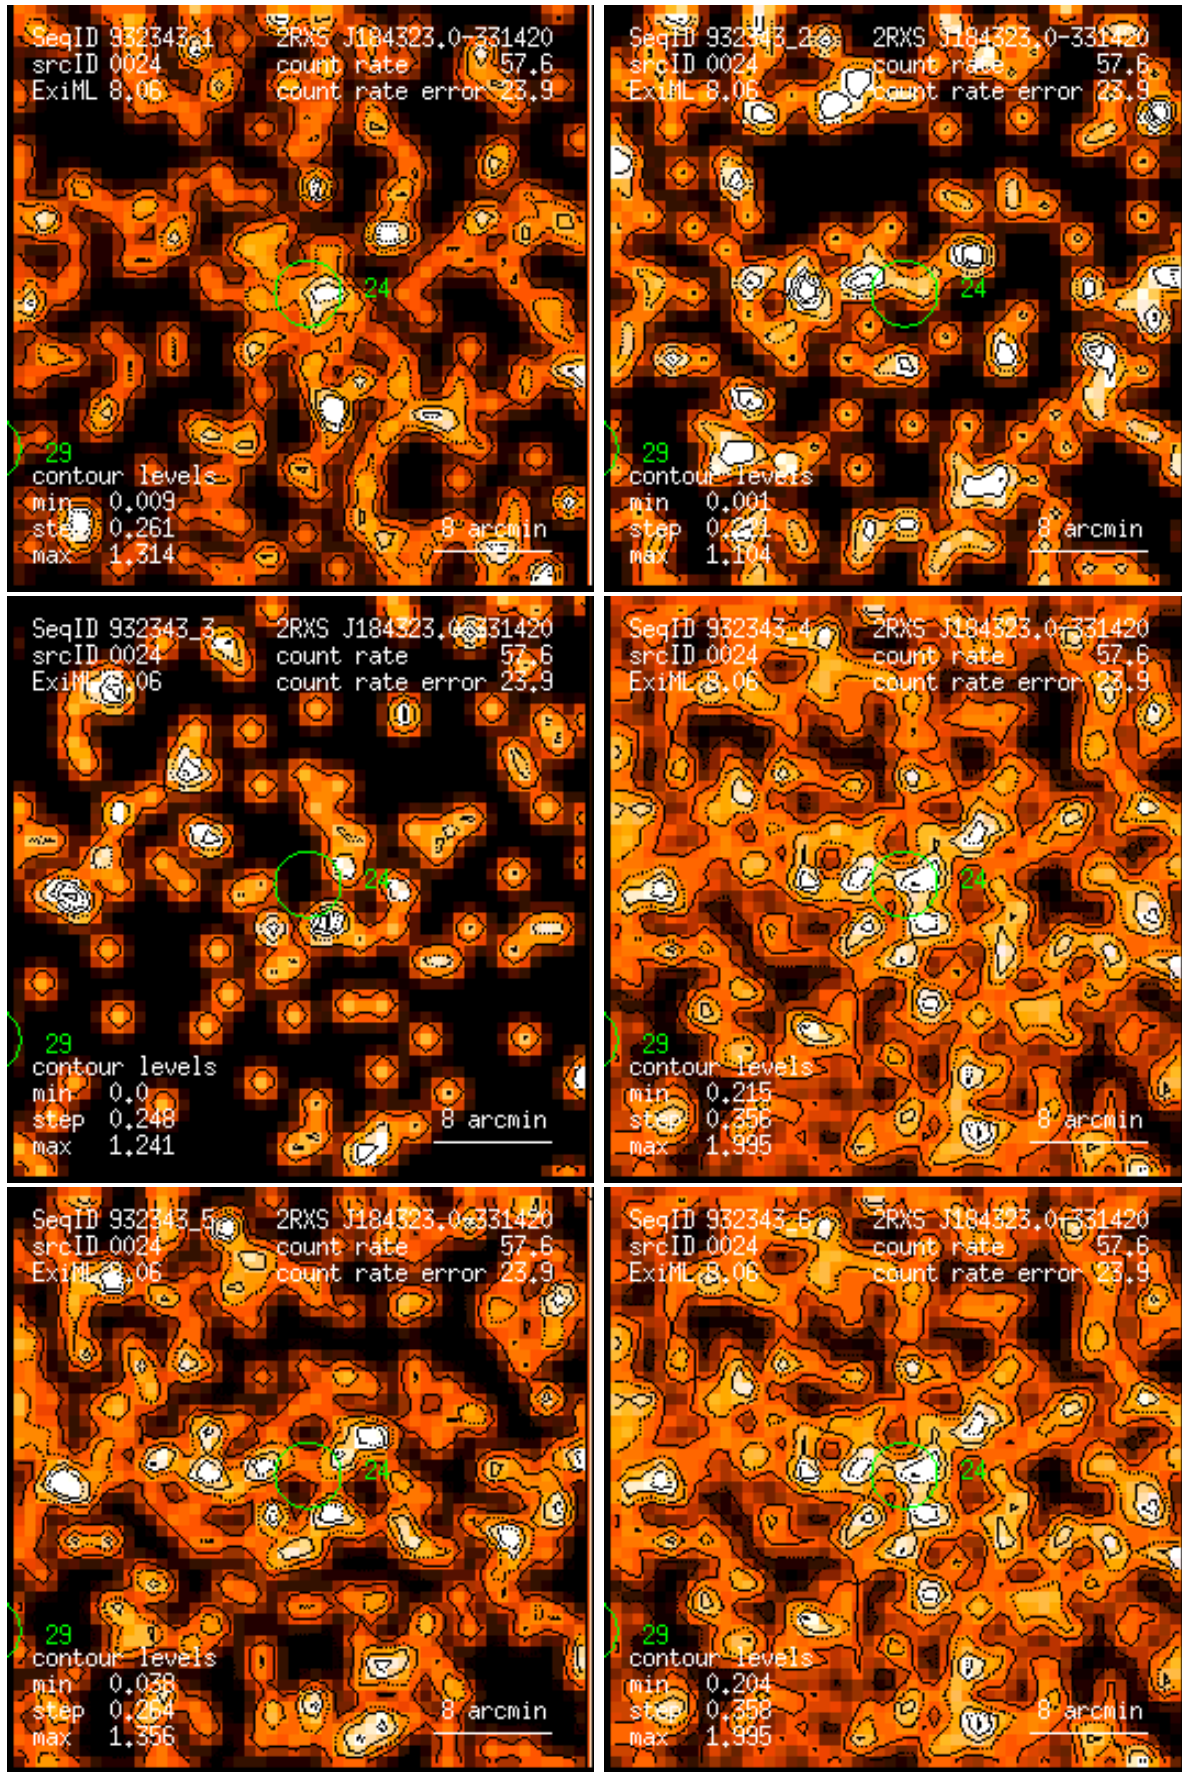 SeqID 932343_1 2RXS J184323.0-331420
srcID 0024 count rate 57.6
ExiML 8.06 count rate error 23.9
24
29
contour levels
min 0.009
step 0.261 8 arcmin
max 1.314
SeqID 932343_2 2RXS J184323.0-331420
srcID 0024 count rate 57.6
ExiML 8.06 count rate error 23.9
24
29
contour levels
min 0.001
step 8 arcmin
max 1.104
SeqID 932343_3 2RXS J184323.0-331420
srcID 0024 count rate 57.6
ExiML 8.06 count rate error 23.9
24
29
contour levels
min 0.0
step 0.248 8 arcmin
max 1.241
SeqID 932343_4 2RXS J184323.0-331420
srcID 0024 count rate 57.6
ExiML 8.06 count rate error 23.9
24
29
contour levels
min 0.215
step 0.356 8 arcmin
max 1.995
SeqID 932343_5 2RXS J184323.0-331420
srcID 0024 count rate 57.6
ExiML 8.06 count rate error 23.9
24
29
contour levels
min 0.038
step 0.264 8 arcmin
max 1.356
SeqID 932343_6 2RXS J184323.0-331420
srcID 0024 count rate 57.6
ExiML 8.06 count rate error 23.9
24
29
contour levels
min 0.204
step 0.358 8 arcmin
max 1.995